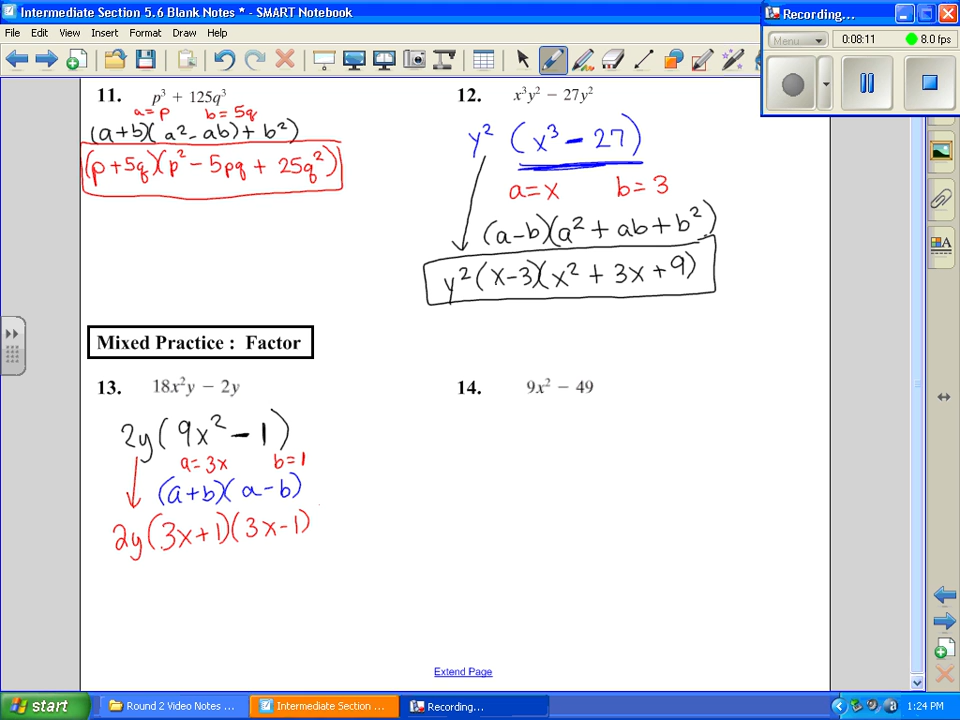 Intermediate Section 5.6 Blank Notes * - SMART Notebook
File Edit View Insert Format Draw Help
Recording...
Menu
0:08:11
8.0 fps
11. p³ + 125q³
a = p b = 5q
(a+b)(a² - ab) + b²)
(p+5q)(p² - 5pq + 25q²)
12. x³y² − 27y²
y² (x³ - 27)
a = x b = 3
(a-b)(a² + ab + b²)
y²(x-3)(x² + 3x + 9)
Mixed Practice : Factor
13. 18x²y − 2y
2y(9x² - 1)
a = 3x b = 1
(a+b)(a-b)
2y(3x+1)(3x-1)
14. 9x² − 49
Extend Page
start
Round 2 Video Notes ...
Intermediate Section ...
Recording...
1:24 PM